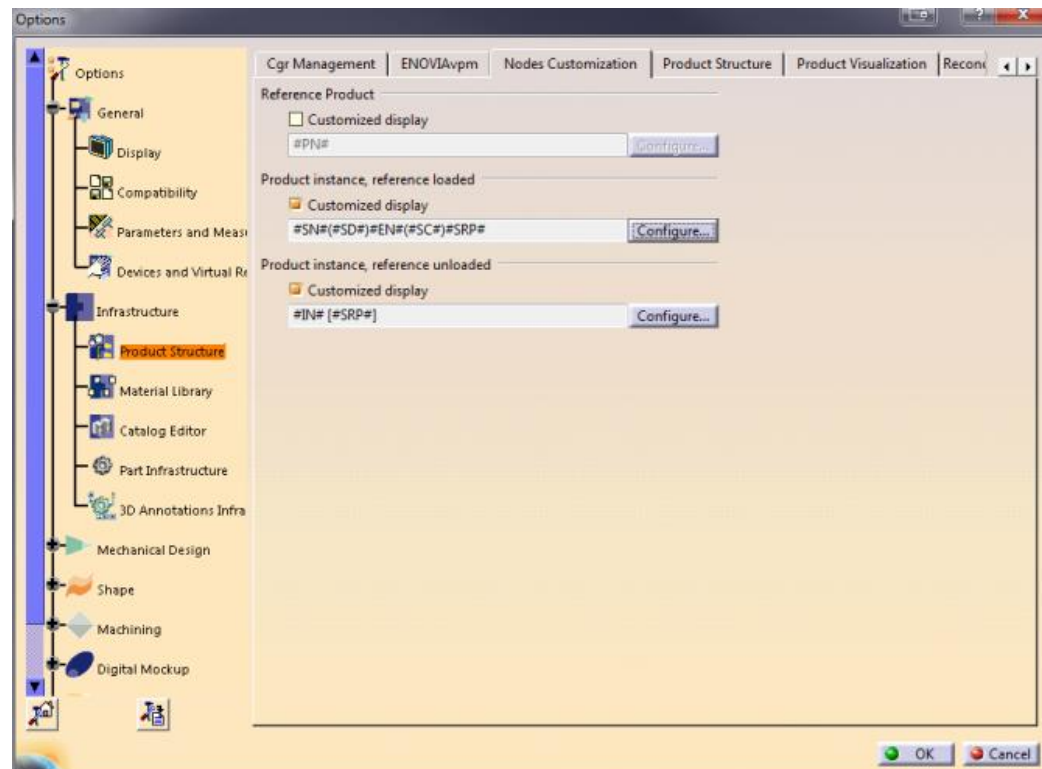 Options
Options
General
Display
Compatibility
Parameters and Measu
Devices and Virtual Re
Infrastructure
Product Structure
Material Library
Catalog Editor
Part Infrastructure
3D Annotations Infra
Mechanical Design
Shape
Machining
Digital Mockup
Cgr Management ENOVIAvpm Nodes Customization Product Structure Product Visualization Recon
Reference Product
Customized display
#PN# Configure...
Product instance, reference loaded
Customized display
#SN#(#SD#)#EN#(#SC#)#SRP# Configure...
Product instance, reference unloaded
Customized display
#IN# [#SRP#] Configure...
OK Cancel